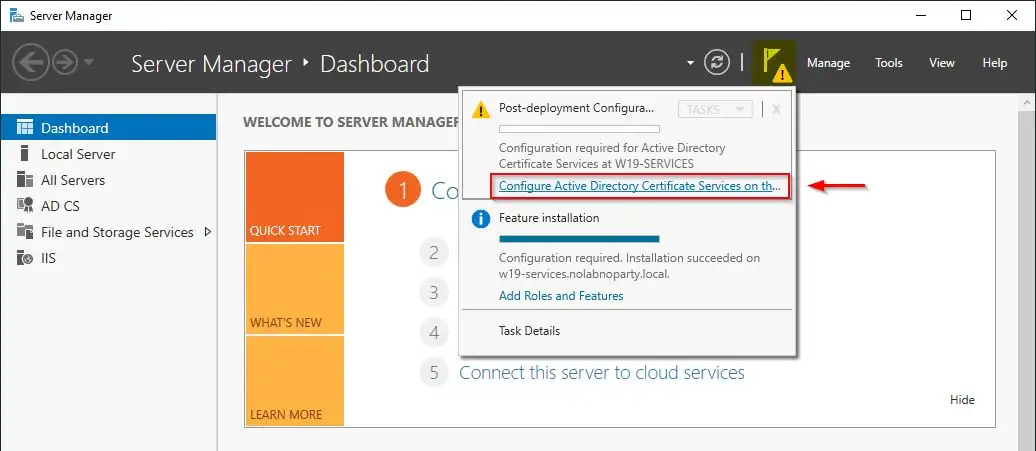 Server Manager
Server Manager ‣ Dashboard
Manage Tools View Help
Dashboard
Local Server
All Servers
AD CS
File and Storage Services
IIS
WELCOME TO SERVER MANAGER
QUICK START
WHAT'S NEW
LEARN MORE
1 Co
2
3
4
5 Connect this server to cloud services
Hide
Post-deployment Configura... TASKS X
Configuration required for Active Directory
Certificate Services at W19-SERVICES
Configure Active Directory Certificate Services on th...
Feature installation
Configuration required. Installation succeeded on
w19-services.nolabnoparty.local.
Add Roles and Features
Task Details